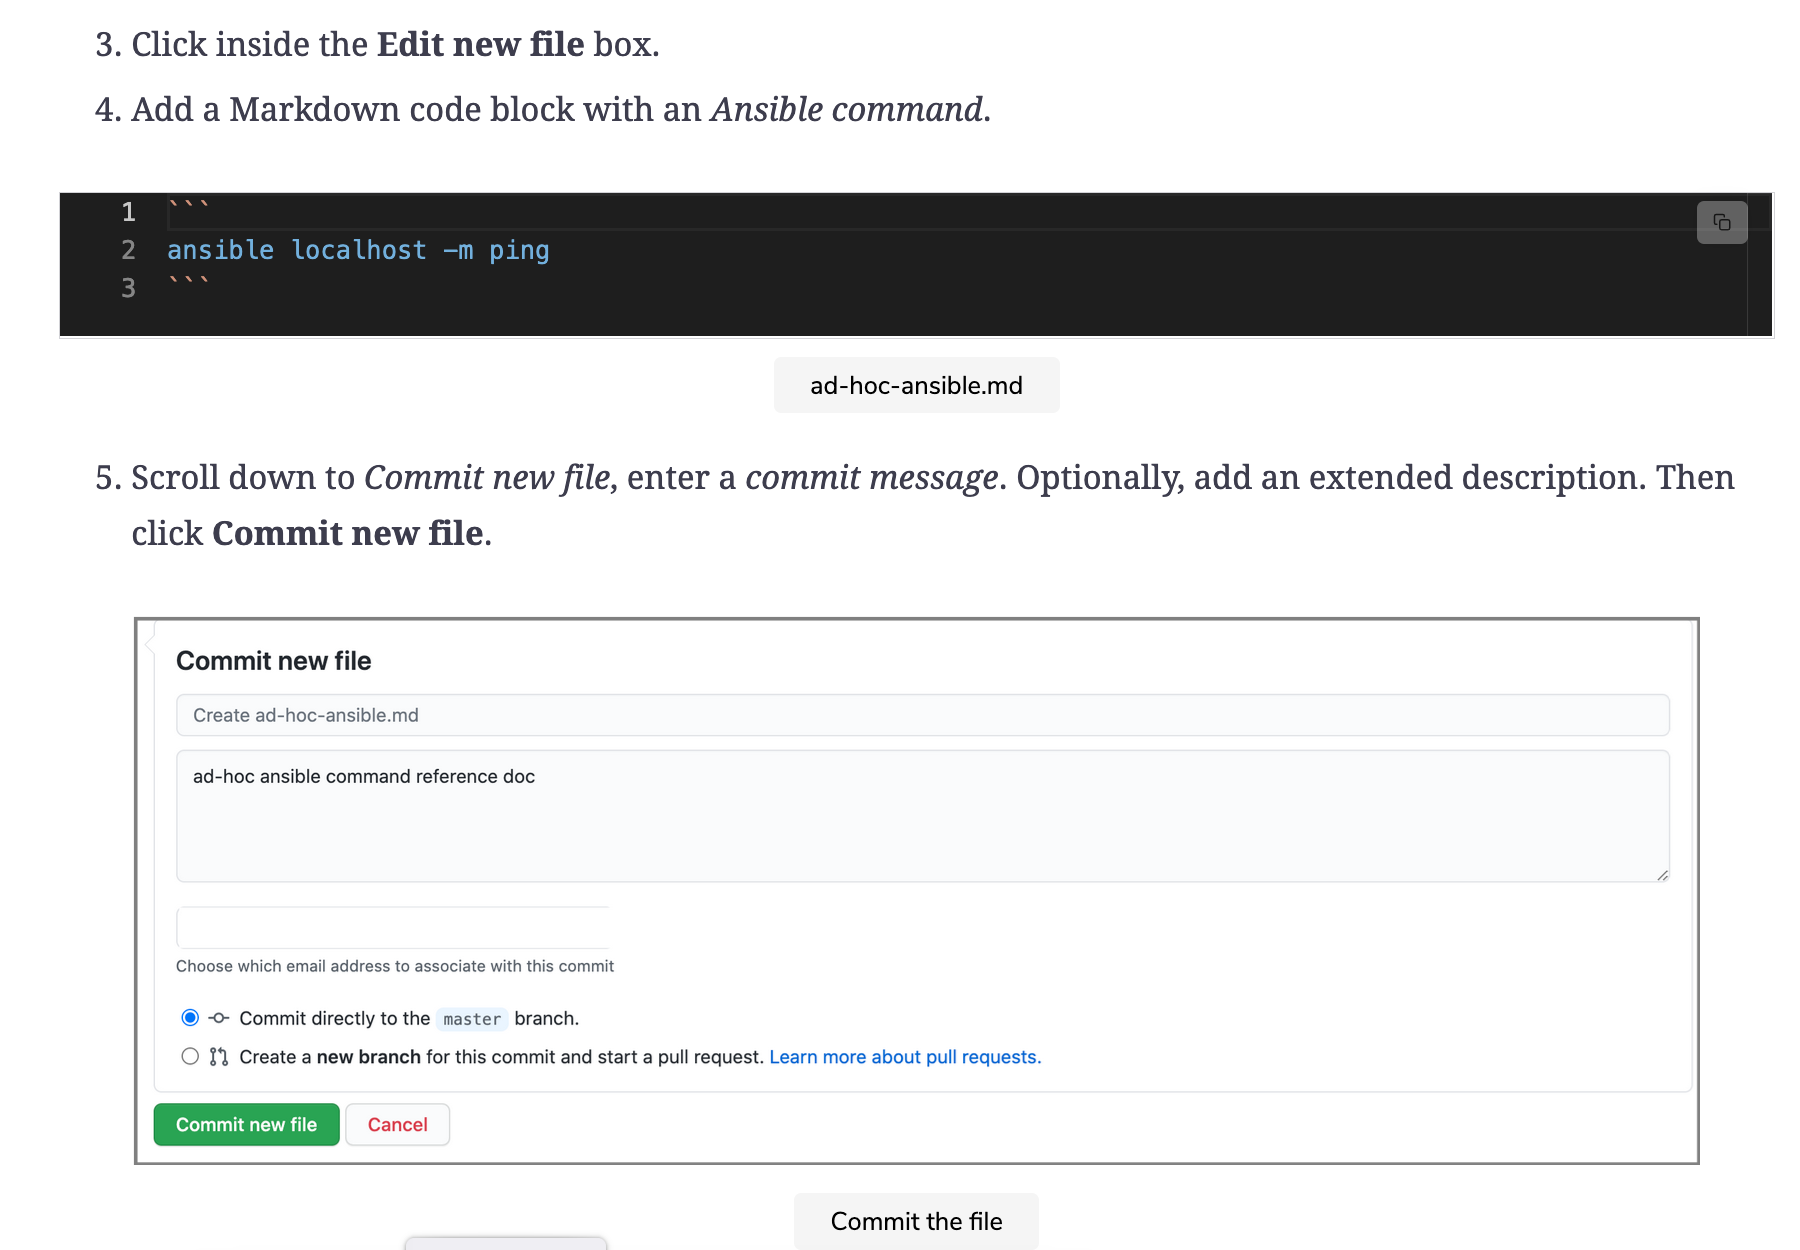 3. Click inside the Edit new file box.
4. Add a Markdown code block with an Ansible command.
1 ```
2 ansible localhost -m ping
3 ```
ad-hoc-ansible.md
5. Scroll down to Commit new file, enter a commit message. Optionally, add an extended description. Then
click Commit new file.
Commit new file
Create ad-hoc-ansible.md
ad-hoc ansible command reference doc
Choose which email address to associate with this commit
Commit directly to the master branch.
Create a new branch for this commit and start a pull request. Learn more about pull requests.
Commit new file Cancel
Commit the file